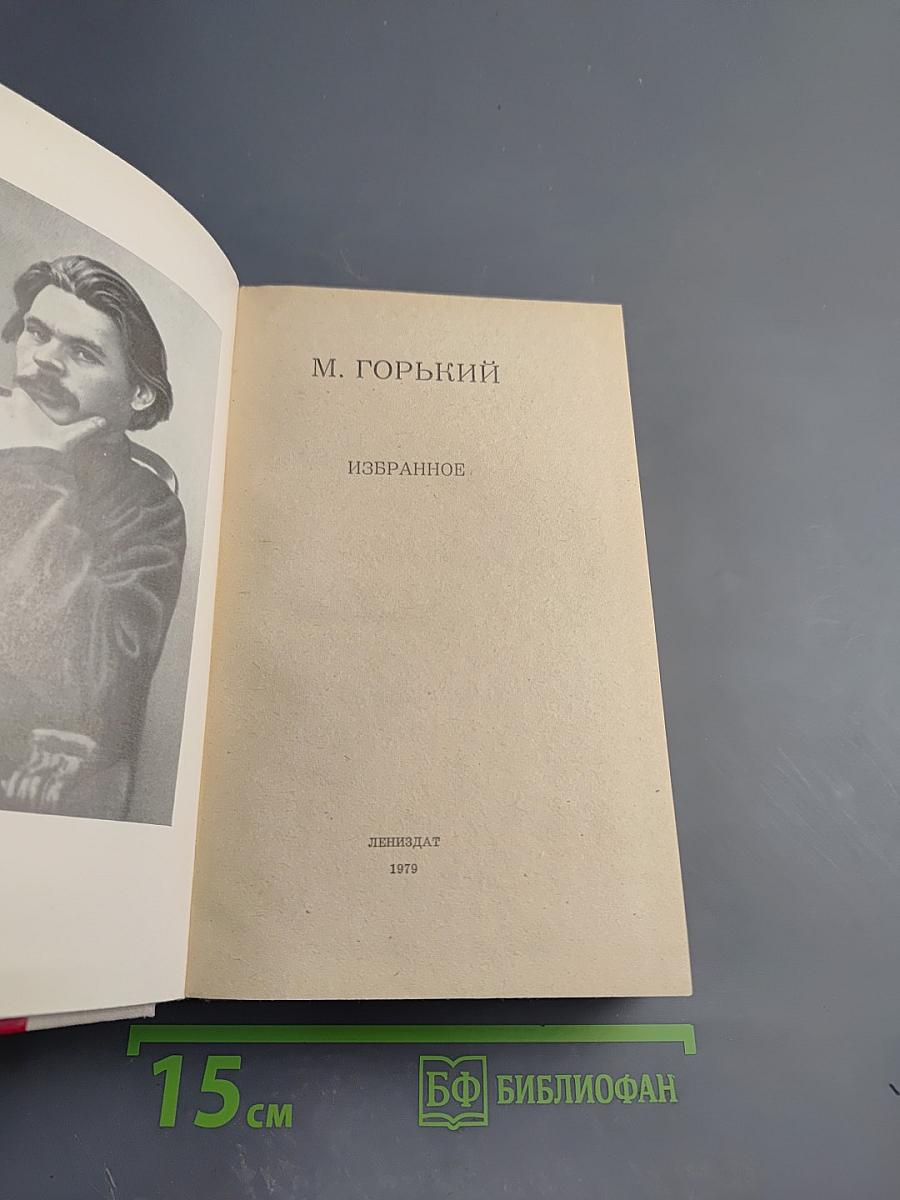 М. ГОРЬКИЙ
ИЗБРАННОЕ
ЛЕНИЗДАТ
1979
15 см
БФ БИБЛИОФАН